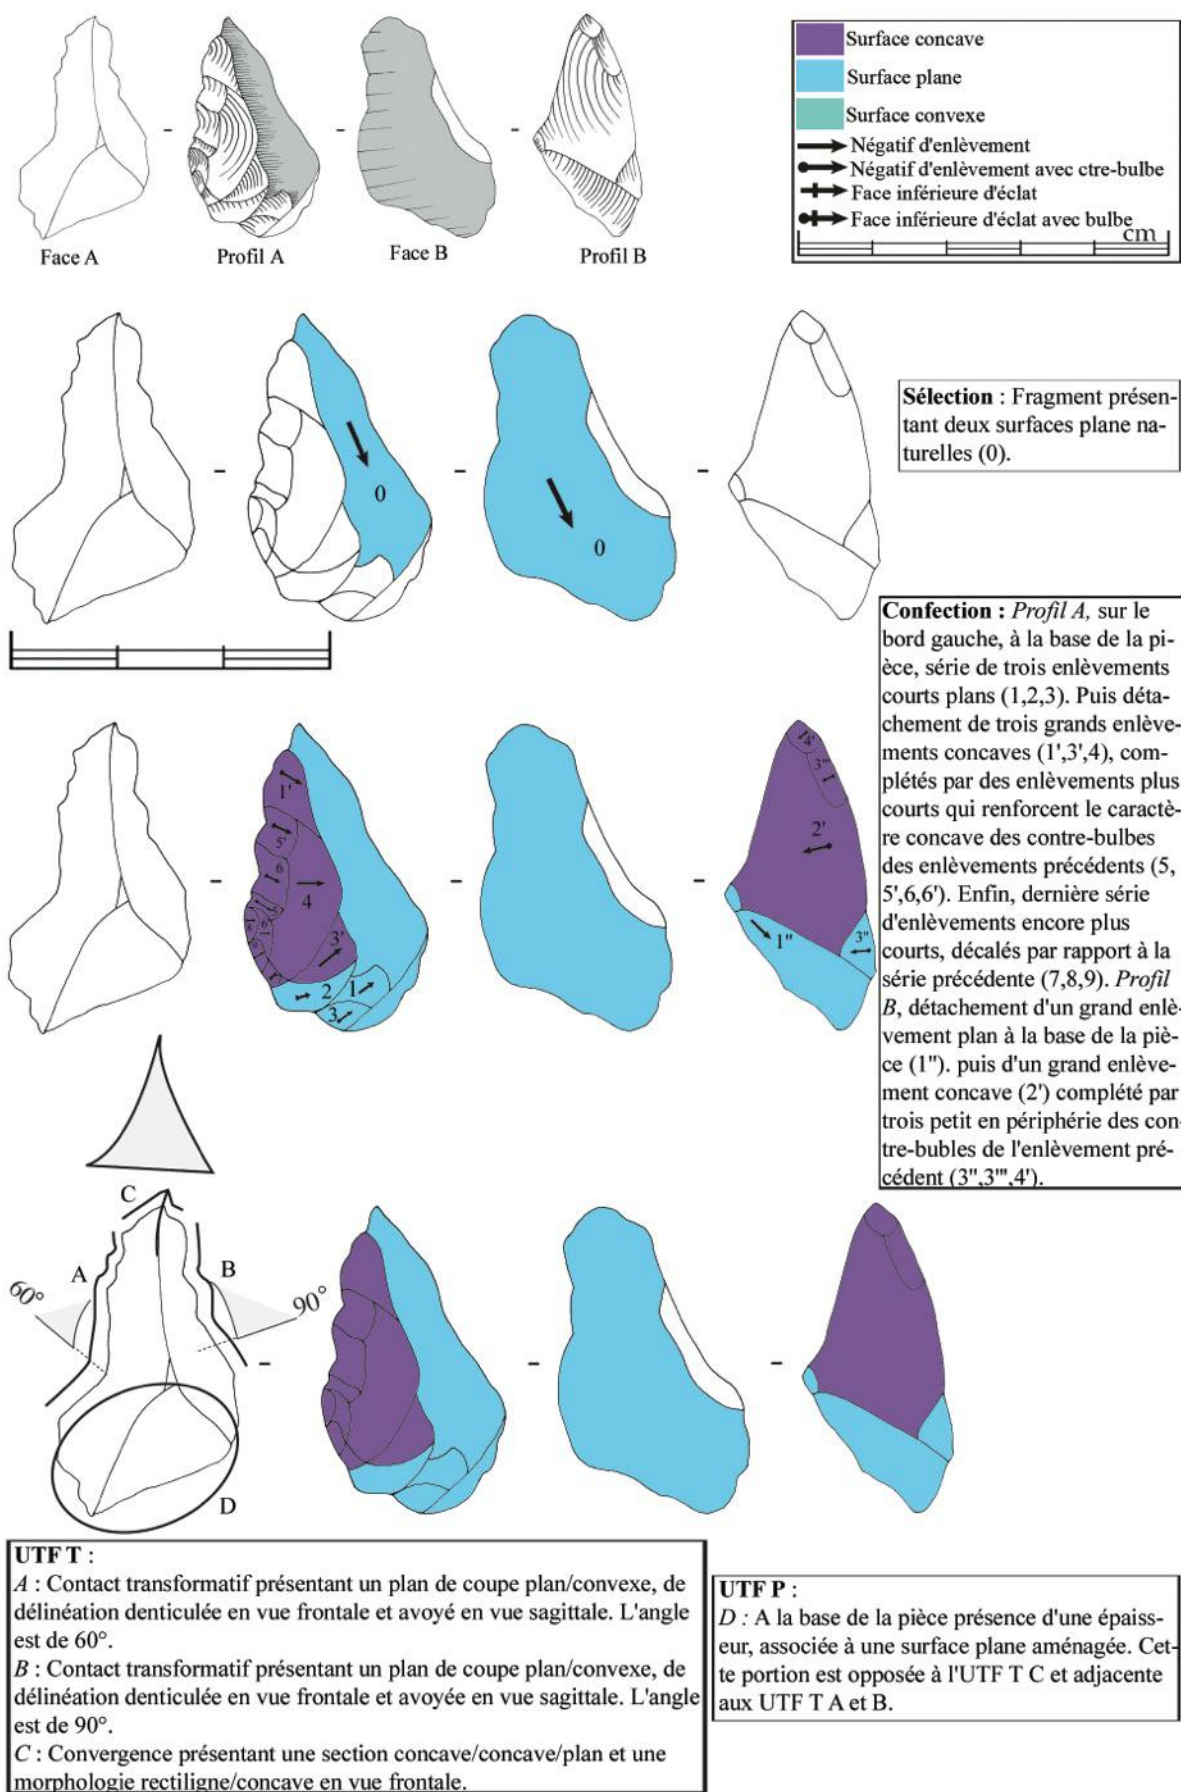 Surface concave
Surface plane
Surface convexe
Négatif d'enlèvement
Négatif d'enlèvement avec ctre-bulbe
Face inférieure d'éclat
Face inférieure d'éclat avec bulbe
cm
Face A
Profil A
Face B
Profil B
0
0
Sélection : Fragment présen-
tant deux surfaces plane na-
turelles (0).
Confection : Profil A, sur le
bord gauche, à la base de la pi-
èce, série de trois enlèvements
courts plans (1,2,3). Puis déta-
chement de trois grands enlève-
ments concaves (1',3',4), com-
plétés par des enlèvements plus
courts qui renforcent le caractè-
re concave des contre-bulbes
des enlèvements précédents (5,
5',6,6'). Enfin, dernière série
d'enlèvements encore plus
courts, décalés par rapport à la
série précédente (7,8,9). Profil
B, détachement d'un grand enlè-
vement plan à la base de la piè-
ce (1"). puis d'un grand enlève-
ment concave (2') complété par
trois petit en périphérie des con-
tre-bubles de l'enlèvement pré-
cédent (3",3"',4').
1'
5'
6
4
3'
2
1
3
4'
3"'
2'
1"
3"
C
A
B
60°
90°
D
UTF T :
A : Contact transformatif présentant un plan de coupe plan/convexe, de
délinéation denticulée en vue frontale et avoyé en vue sagittale. L'angle
est de 60°.
B : Contact transformatif présentant un plan de coupe plan/convexe, de
délinéation denticulée en vue frontale et avoyée en vue sagittale. L'angle
est de 90°.
C : Convergence présentant une section concave/concave/plan et une
morphologie rectiligne/concave en vue frontale.
UTF P :
D : A la base de la pièce présence d'une épaiss-
eur, associée à une surface plane aménagée. Cet-
te portion est opposée à l'UTF T C et adjacente
aux UTF T A et B.